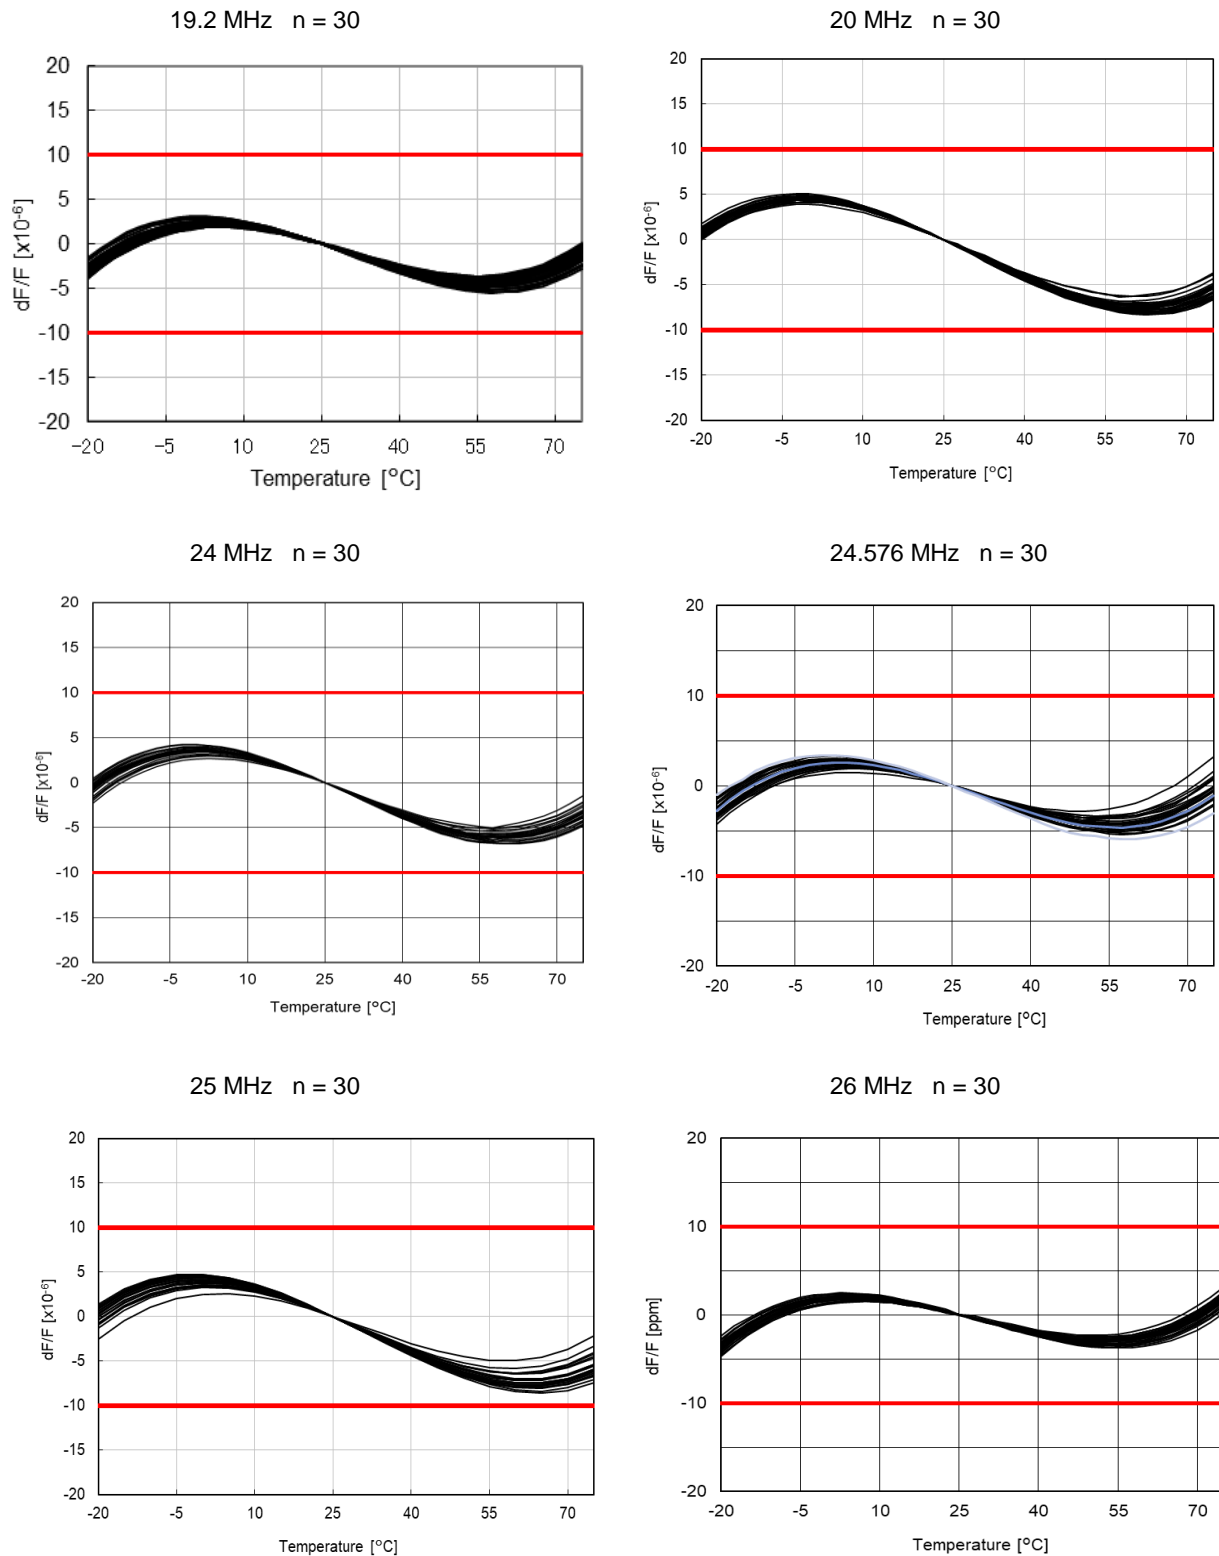 19.2 MHz n = 30
20
15
10
5
0
-5
-10
-15
-20
dF/F [x10-6]
-20 -5 10 25 40 55 70
Temperature [°C]
20 MHz n = 30
20
15
10
5
0
-5
-10
-15
-20
dF/F [x10-6]
-20 -5 10 25 40 55 70
Temperature [°C]
24 MHz n = 30
20
15
10
5
0
-5
-10
-15
-20
dF/F [x10-6]
-20 -5 10 25 40 55 70
Temperature [°C]
24.576 MHz n = 30
20
10
0
-10
-20
dF/F [x10-6]
-20 -5 10 25 40 55 70
Temperature [°C]
25 MHz n = 30
20
15
10
5
0
-5
-10
-15
-20
dF/F [x10-6]
-20 -5 10 25 40 55 70
Temperature [°C]
26 MHz n = 30
20
10
0
-10
-20
dF/F [ppm]
-20 -5 10 25 40 55 70
Temperature [°C]